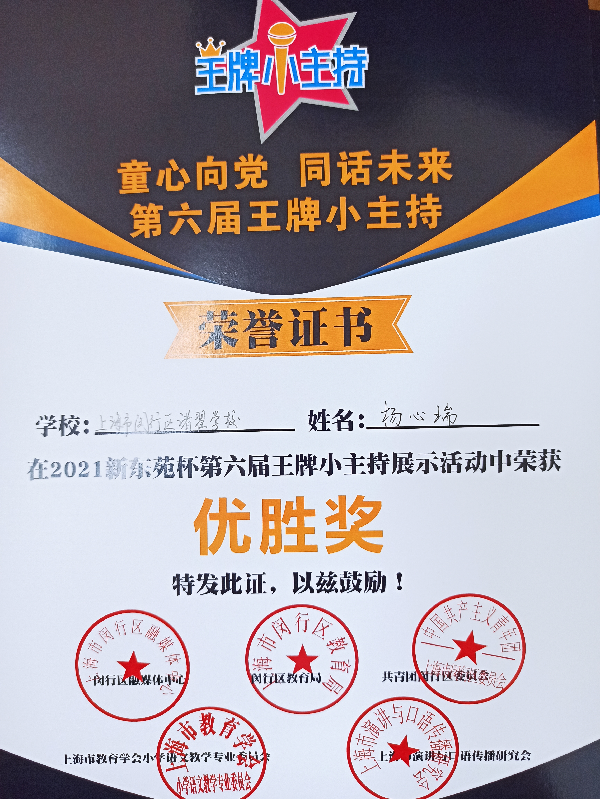 王牌小主持
童心向党 同话未来
第六届王牌小主持
荣誉证书
学校: 上海市闵行区诺翟学校 姓名: 杨心瑞
在2021新东苑杯第六届王牌小主持展示活动中荣获
优胜奖
特发此证，以兹鼓励！
上海市闵行区融媒体中心
上海市闵行区教育局
中国共产主义青年团
上海市闵行区委员会
闵行区融媒体中心 闵行区教育局 共青团闵行区委员会
上海市教育学会
小学语文教学专业委员会
上海市演讲与口语传播研究会
上海市教育学会小学语文教学专业委员会 上海市演讲与口语传播研究会